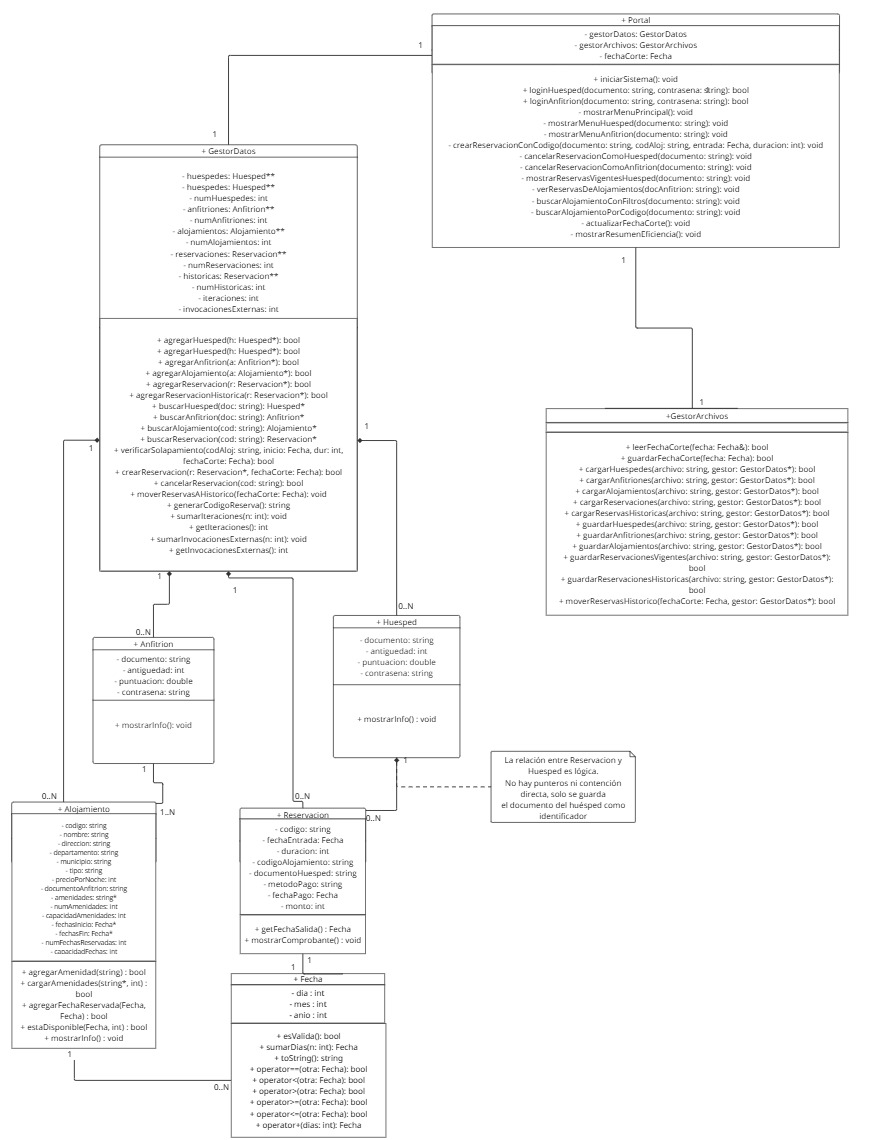 + Portal
- gestorDatos: GestorDatos
- gestorArchivos: GestorArchivos
- fechaCorte: Fecha
+ iniciarSistema(): void
+ loginHuesped(documento: string, contrasena: string): bool
+ loginAnfitrion(documento: string, contrasena: string): bool
- mostrarMenuPrincipal(): void
- mostrarMenuHuesped(documento: string): void
- mostrarMenuAnfitrion(documento: string): void
- crearReservacionConCodigo(documento: string, codAloj: string, entrada: Fecha, duracion: int): void
- cancelarReservacionComoHuesped(documento: string): void
- cancelarReservacionComoAnfitrion(documento: string): void
- mostrarReservasVigentesHuesped(documento: string): void
- verReservasDeAlojamientos(docAnfitrion: string): void
- buscarAlojamientoConFiltros(documento: string): void
- buscarAlojamientoPorCodigo(documento: string): void
- actualizarFechaCorte(): void
- mostrarResumenEficiencia(): void
1
1
+ GestorDatos
- huespedes: Huesped**
- huespedes: Huesped**
- numHuespedes: int
- anfitriones: Anfitrion**
- numAnfitriones: int
- alojamientos: Alojamiento**
- numAlojamientos: int
- reservaciones: Reservacion**
- numReservaciones: int
- historicas: Reservacion**
- numHistoricas: int
- iteraciones: int
- invocacionesExternas: int
+ agregarHuesped(h: Huesped*): bool
+ agregarHuesped(h: Huesped*): bool
+ agregarAnfitrion(a: Anfitrion*): bool
+ agregarAlojamiento(a: Alojamiento*): bool
+ agregarReservacion(r: Reservacion*): bool
+ agregarReservacionHistorica(r: Reservacion*): bool
+ buscarHuesped(doc: string): Huesped*
+ buscarAnfitrion(doc: string): Anfitrion*
+ buscarAlojamiento(cod: string): Alojamiento*
+ buscarReservacion(cod: string): Reservacion*
+ verificarSolapamiento(codAloj: string, inicio: Fecha, dur: int,
fechaCorte: Fecha): bool
+ crearReservacion(r: Reservacion*, fechaCorte: Fecha): bool
+ cancelarReservacion(cod: string): bool
+ moverReservasAHistorico(fechaCorte: Fecha): void
+ generarCodigoReserva(): string
+ sumarIteraciones(n: int): void
+ getIteraciones(): int
+ sumarInvocacionesExternas(n: int): void
+ getInvocacionesExternas(): int
1
1
+GestorArchivos
+ leerFechaCorte(fecha: Fecha&): bool
+ guardarFechaCorte(fecha: Fecha): bool
+ cargarHuespedes(archivo: string, gestor: GestorDatos*): bool
+ cargarAnfitriones(archivo: string, gestor: GestorDatos*): bool
+ cargarAlojamientos(archivo: string, gestor: GestorDatos*): bool
+ cargarReservaciones(archivo: string, gestor: GestorDatos*): bool
+ cargarReservasHistoricas(archivo: string, gestor: GestorDatos*): bool
+ guardarHuespedes(archivo: string, gestor: GestorDatos*): bool
+ guardarAnfitriones(archivo: string, gestor: GestorDatos*): bool
+ guardarAlojamientos(archivo: string, gestor: GestorDatos*): bool
+ guardarReservacionesVigentes(archivo: string, gestor: GestorDatos*):
bool
+ guardarReservacionesHistoricas(archivo: string, gestor: GestorDatos*):
bool
+ moverReservasHistorico(fechaCorte: Fecha, gestor: GestorDatos*): bool
1
1
1
1
0..N
0..N
+ Anfitrion
- documento: string
- antiguedad: int
- puntuacion: double
- contrasena: string
+ mostrarInfo(): void
+ Huesped
- documento: string
- antiguedad: int
- puntuacion: double
- contrasena: string
+ mostrarInfo() : void
1
1
La relación entre Reservacion y
Huesped es lógica.
No hay punteros ni contención
directa, solo se guarda
el documento del huésped como
identificador
0..N
1..N
0..N
0..N
+ Alojamiento
- codigo: string
- nombre: string
- direccion: string
- departamento: string
- municipio: string
- tipo: string
- precioPorNoche: int
- documentoAnfitrion: string
- amenidades: string*
- numAmenidades: int
- capacidadAmenidades: int
- fechasInicio: Fecha*
- fechasFin: Fecha*
- numFechasReservadas: int
- capacidadFechas: int
+ agregarAmenidad(string) : bool
+ cargarAmenidades(string*, int) :
bool
+ agregarFechaReservada(Fecha,
Fecha) : bool
+ estaDisponible(Fecha, int) : bool
+ mostrarInfo() : void
+ Reservacion
- codigo: string
- fechaEntrada: Fecha
- duracion: int
- codigoAlojamiento: string
- documentoHuesped: string
- metodoPago: string
- fechaPago: Fecha
- monto: int
+ getFechaSalida() : Fecha
+ mostrarComprobante() : void
1
1
+ Fecha
- dia : int
- mes : int
- anio : int
+ esValida(): bool
+ sumarDias(n: int): Fecha
+ toString(): string
+ operator==(otra: Fecha): bool
+ operator<(otra: Fecha): bool
+ operator>(otra: Fecha): bool
+ operator>=(otra: Fecha): bool
+ operator<=(otra: Fecha): bool
+ operator+(dias: int): Fecha
1
0..N